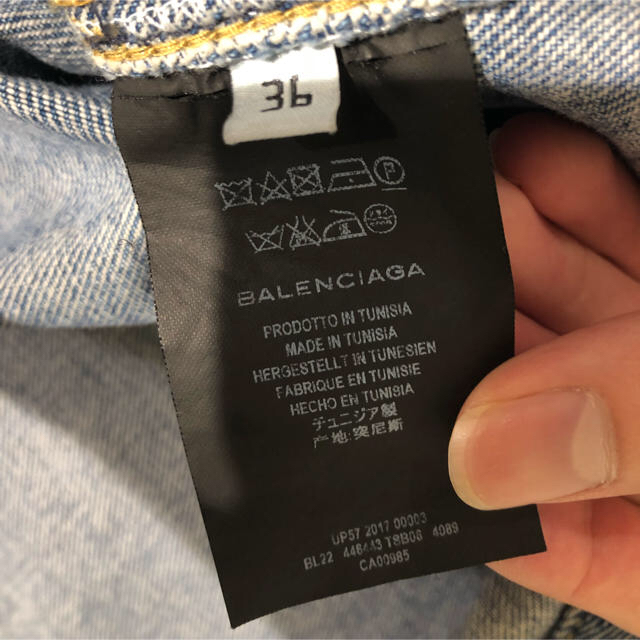 36
BALENCIAGA
PRODOTTO IN TUNISIA
MADE IN TUNISIA
HERGESTELLT IN TUNESIEN
FABRIQUE EN TUNISIE
HECHO EN TUNISIA
チュニジア製
产地:突尼斯
UP57 2017 00003
BL22 446443 TSB08 4089
CA00985